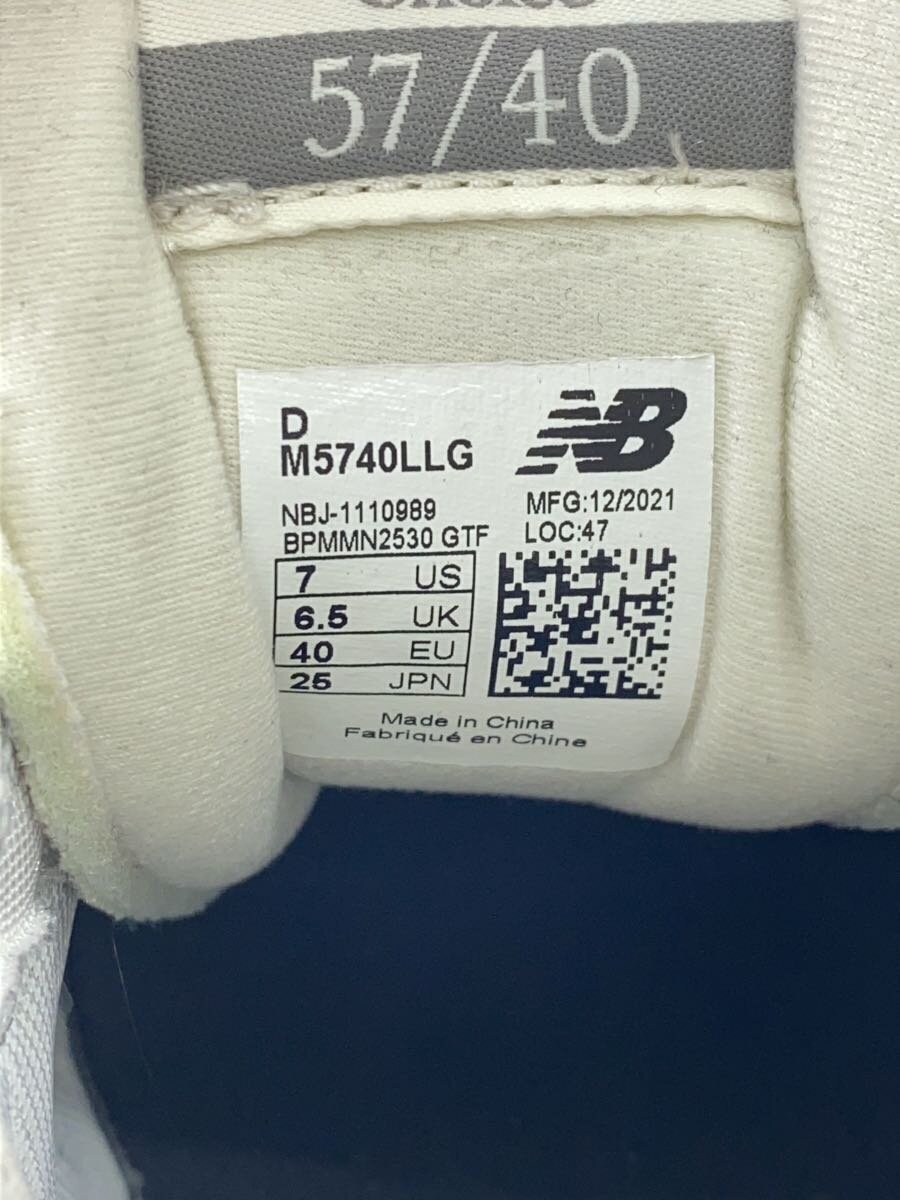 57/40
D
M5740LLG
NB
NBJ-1110989
BPMMN2530 GTF
MFG:12/2021
LOC:47
7 US
6.5 UK
40 EU
25 JPN
Made in China
Fabriqué en Chine